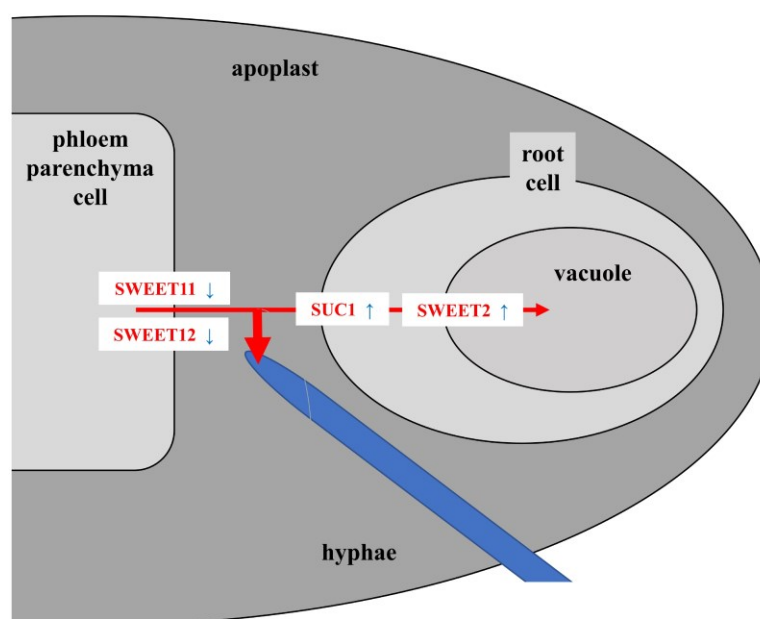 apoplast
phloem
parenchyma
cell
root
cell
vacuole
SWEET11 ↓
SUC1 ↑
SWEET2 ↑
SWEET12 ↓
hyphae